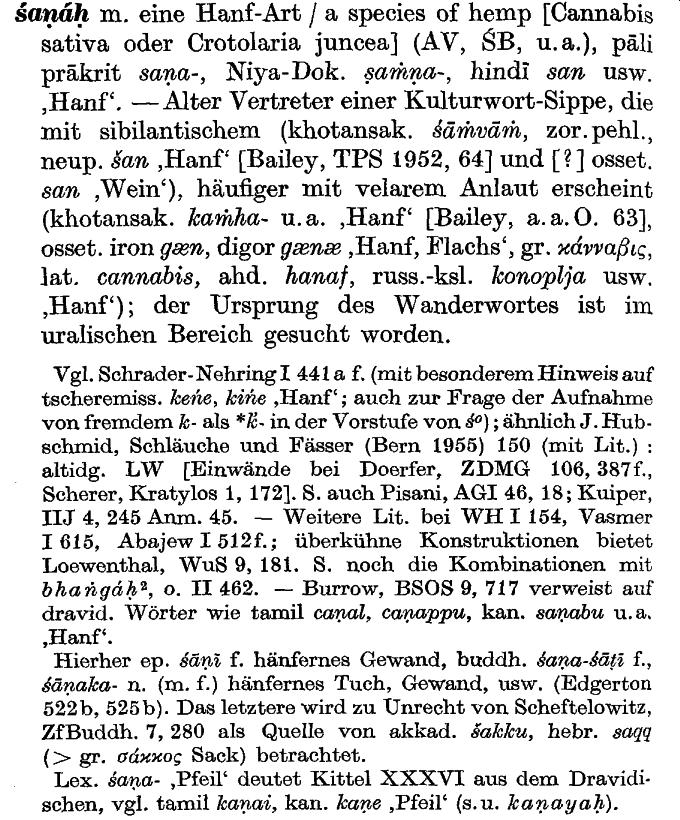 śaṇáḥ m. eine Hanf-Art / a species of hemp [Cannabis
sativa oder Crotolaria juncea] (AV, ŚB, u. a.), pāli
prākrit saṇa-, Niya-Dok. ṣaṁṇa-, hindī san usw.
‚Hanf‘. — Alter Vertreter einer Kulturwort-Sippe, die
mit sibilantischem (khotansak. śāṁvāṁ, zor. pehl.,
neup. šan ‚Hanf‘ [Bailey, TPS 1952, 64] und [?] osset.
san ‚Wein‘), häufiger mit velarem Anlaut erscheint
(khotansak. kaṁha- u. a. ‚Hanf‘ [Bailey, a. a. O. 63],
osset. iron gæn, digor gænæ ‚Hanf, Flachs‘, gr. κάνναβις,
lat. cannabis, ahd. hanaf, russ.-ksl. konoplja usw.
‚Hanf‘); der Ursprung des Wanderwortes ist im
uralischen Bereich gesucht worden.
Vgl. Schrader-Nehring I 441 a f. (mit besonderem Hinweis auf
tscheremiss. keńe, kińe ‚Hanf‘; auch zur Frage der Aufnahme
von fremdem k- als *k̑- in der Vorstufe von ś°); ähnlich J. Hub-
schmid, Schläuche und Fässer (Bern 1955) 150 (mit Lit.) :
altidg. LW [Einwände bei Doerfer, ZDMG 106, 387 f.,
Scherer, Kratylos 1, 172]. S. auch Pisani, AGI 46, 18; Kuiper,
IIJ 4, 245 Anm. 45. — Weitere Lit. bei WH I 154, Vasmer
I 615, Abajew I 512 f.; überkühne Konstruktionen bietet
Loewenthal, WuS 9, 181. S. noch die Kombinationen mit
bhaṅgáḥ², o. II 462. — Burrow, BSOS 9, 717 verweist auf
dravid. Wörter wie tamil caṇal, caṇappu, kan. saṇabu u. a.
‚Hanf‘.
Hierher ep. śāṇī f. hänfernes Gewand, buddh. śaṇa-śāṭī f.,
śāṇaka- n. (m. f.) hänfernes Tuch, Gewand, usw. (Edgerton
522 b, 525 b). Das letztere wird zu Unrecht von Scheftelowitz,
ZfBuddh. 7, 280 als Quelle von akkad. šakku, hebr. saqq
(> gr. σάκκος Sack) betrachtet.
Lex. śaṇa- ‚Pfeil‘ deutet Kittel XXXVI aus dem Dravidi-
schen, vgl. tamil kaṇai, kan. kaṇe ‚Pfeil‘ (s. u. kaṇayaḥ).